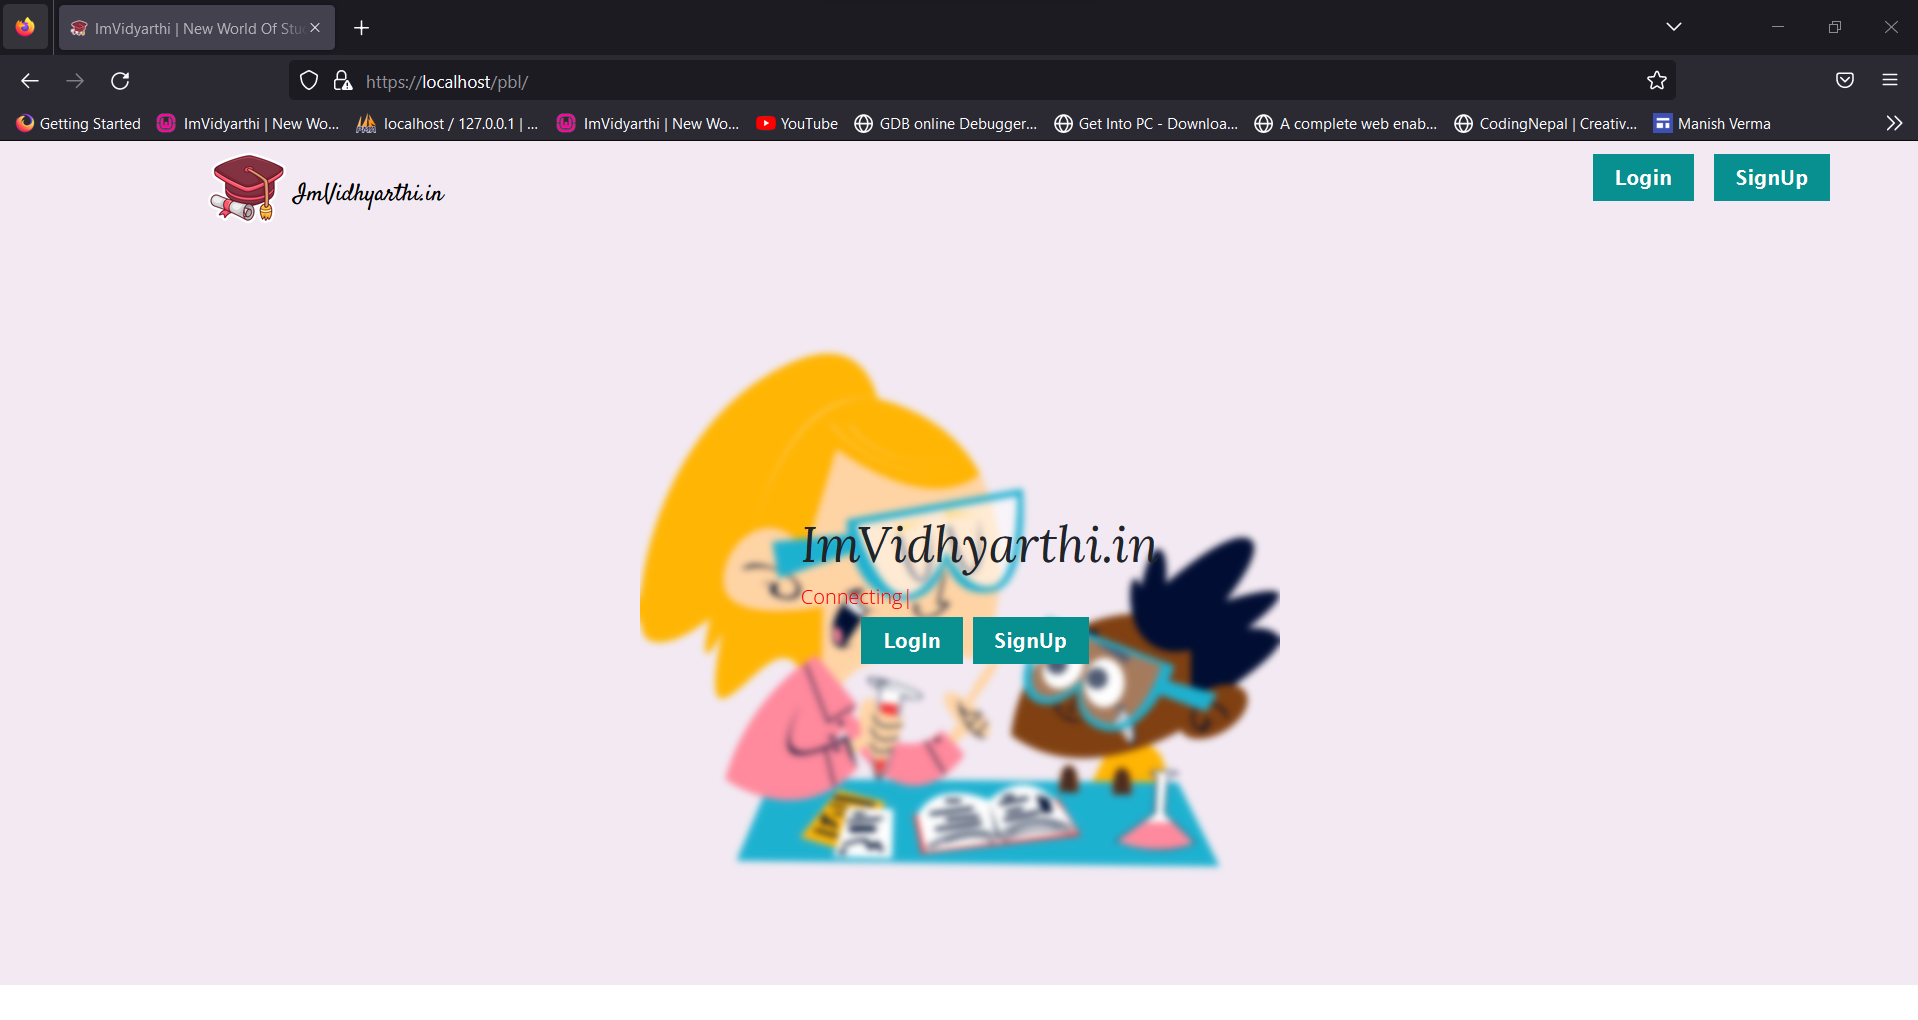 ImVidyarthi | New World Of Stu
https://localhost/pbl/
Getting Started ImVidyarthi | New Wo... localhost / 127.0.0.1 | ... ImVidyarthi | New Wo... YouTube GDB online Debugger... Get Into PC - Downloa... A complete web enab... CodingNepal | Creativ... Manish Verma
ImVidhyarthi.in
Login SignUp
ImVidhyarthi.in
Connecting|
LogIn SignUp